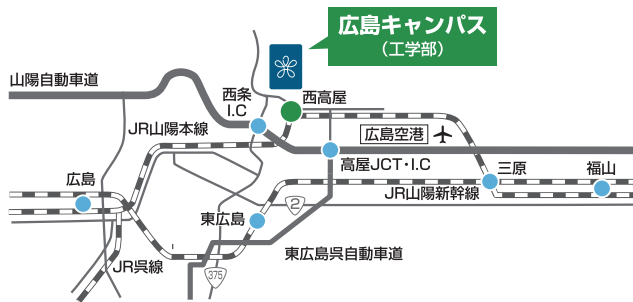 広島キャンパス
（工学部）
山陽自動車道
西条
I.C
西高屋
JR山陽本線
広島空港
高屋JCT・I.C
三原
福山
広島
JR山陽新幹線
2
東広島
東広島呉自動車道
JR呉線
375